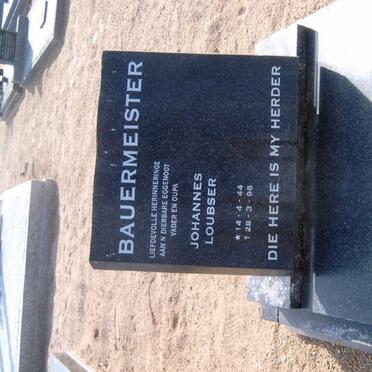 BAUERMEISTER
LIEFDEVOLLE HERINNERINGE
AAN N DIERBARE EGGENOOT
VADER EN OUPA
JOHANNES
LOUBSER
★ 14 - 4 - 44
† 28 - 3 - 98
DIE HERE IS MY HERDER